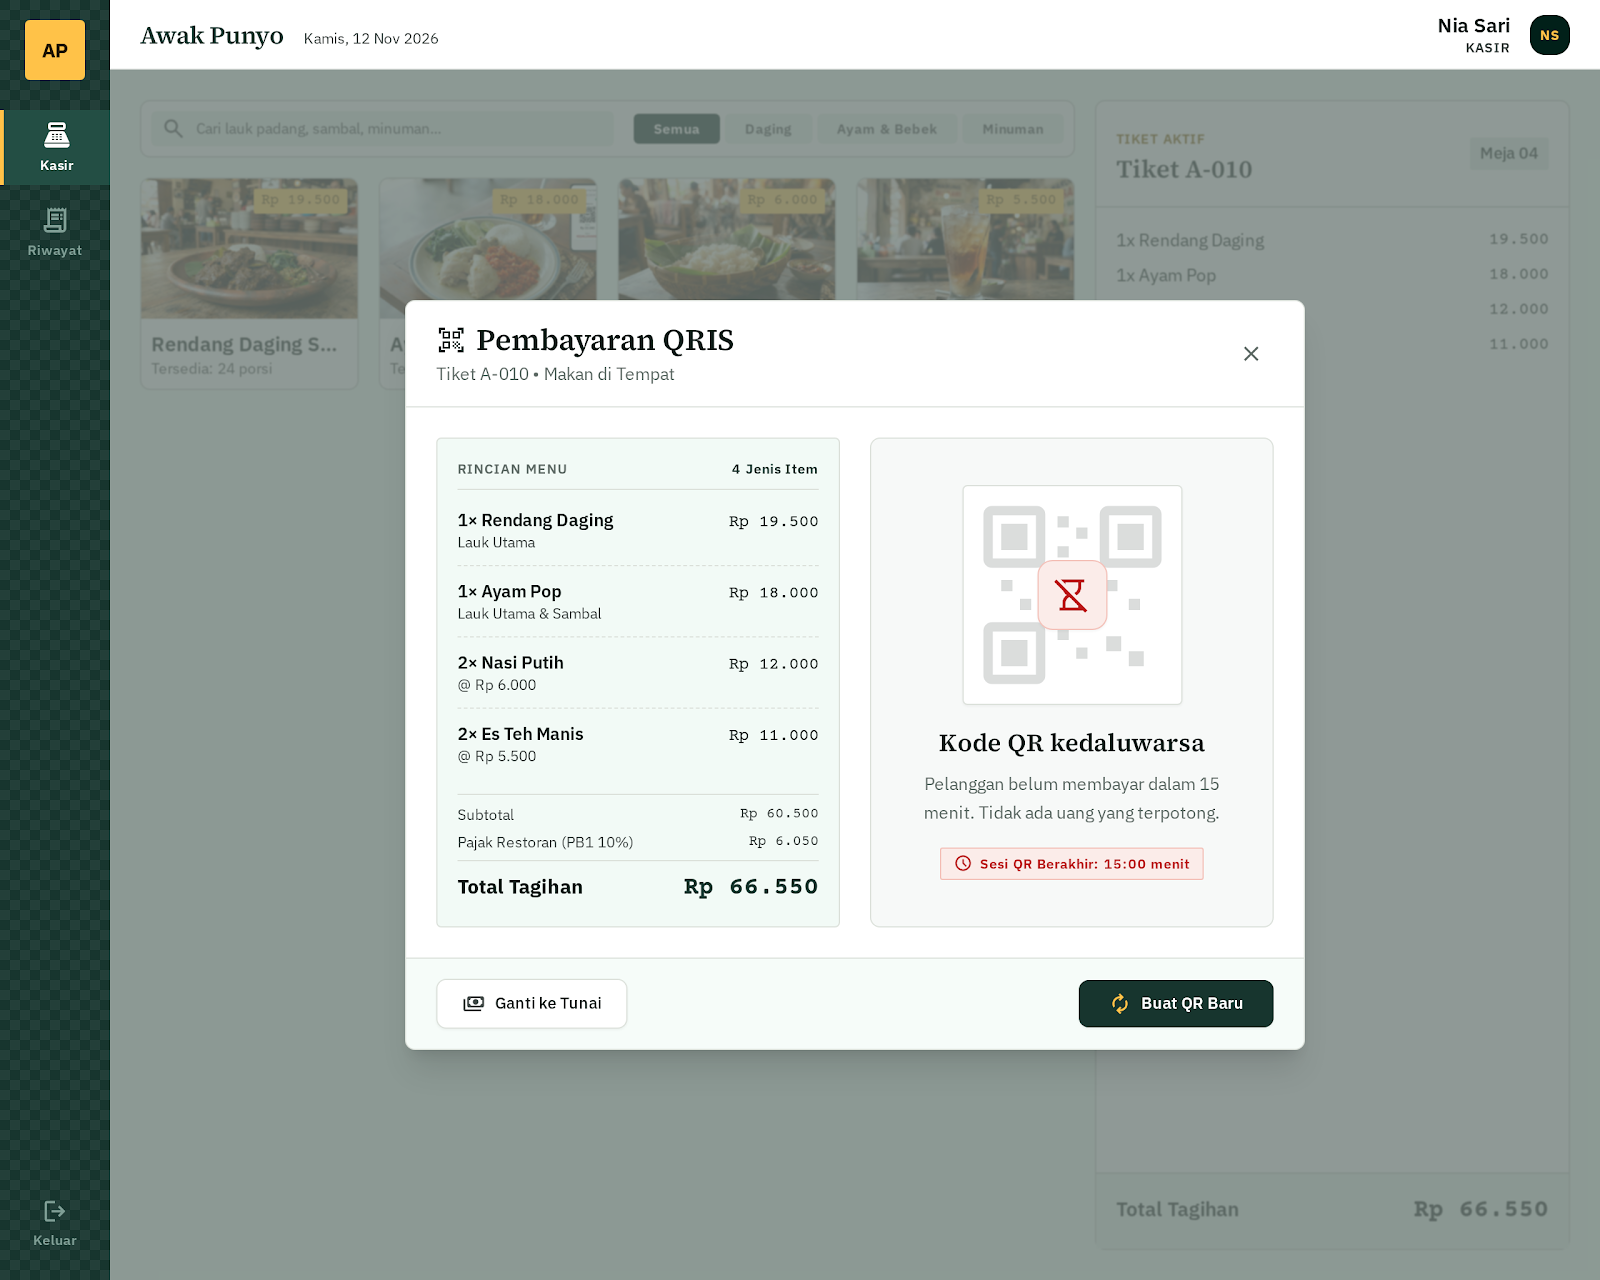 AP
Kasir
Riwayat
Keluar
Awak Punyo
Kamis, 12 Nov 2026
Nia Sari
KASIR
NS
Cari lauk padang, sambal, minuman...
Semua
Daging
Ayam & Bebek
Minuman
Rp 19.500
Rp 18.000
Rp 6.000
Rp 5.500
Rendang Daging S...
Tersedia: 24 porsi
TIKET AKTIF
Tiket A-010
Meja 04
1x Rendang Daging
19.500
1x Ayam Pop
18.000
12.000
11.000
Total Tagihan
Rp 66.550
Pembayaran QRIS
Tiket A-010 • Makan di Tempat
RINCIAN MENU
4 Jenis Item
1× Rendang Daging
Rp 19.500
Lauk Utama
1× Ayam Pop
Rp 18.000
Lauk Utama & Sambal
2× Nasi Putih
Rp 12.000
@ Rp 6.000
2× Es Teh Manis
Rp 11.000
@ Rp 5.500
Subtotal
Rp 60.500
Pajak Restoran (PB1 10%)
Rp 6.050
Total Tagihan
Rp 66.550
Kode QR kedaluwarsa
Pelanggan belum membayar dalam 15
menit. Tidak ada uang yang terpotong.
Sesi QR Berakhir: 15:00 menit
Ganti ke Tunai
Buat QR Baru